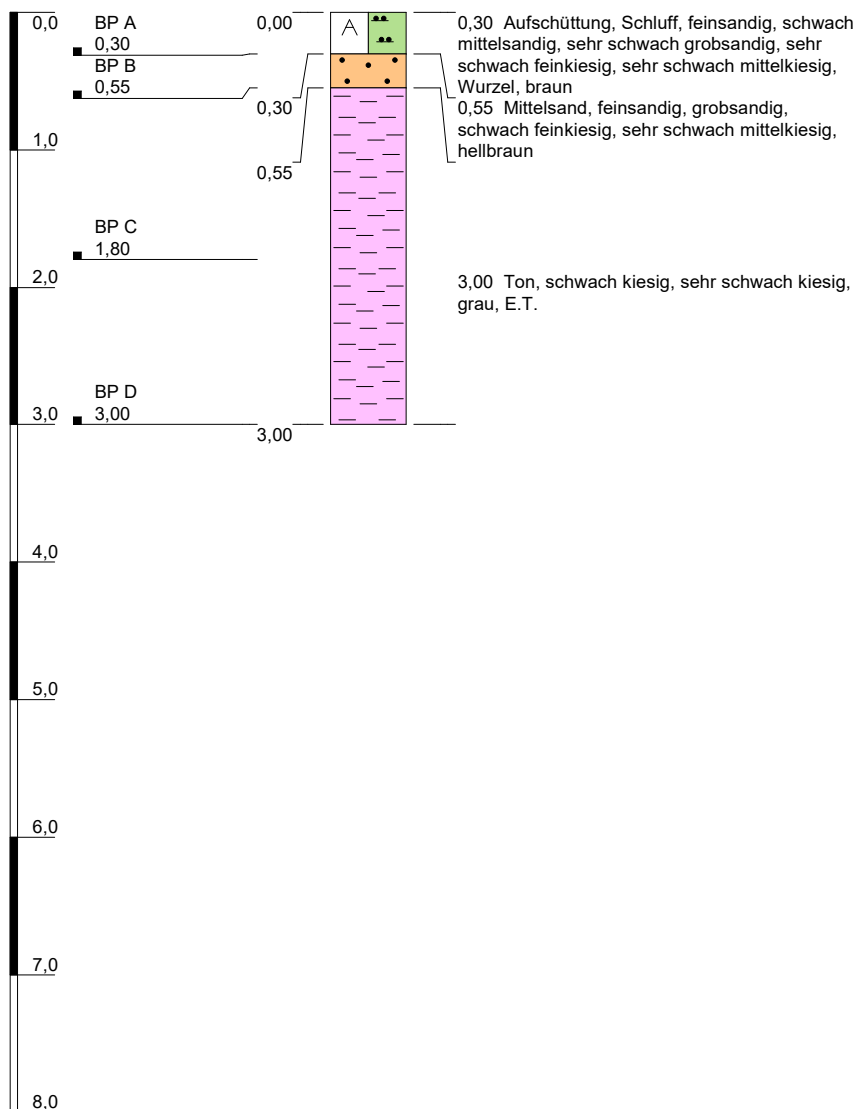 0,0
BP A
0,30
BP B
0,55
1,0
BP C
1,80
2,0
BP D
3,00
3,0
4,0
5,0
6,0
7,0
8,0
0,00
0,30
0,55
3,00
A
0,30 Aufschüttung, Schluff, feinsandig, schwach
mittelsandig, sehr schwach grobsandig, sehr
schwach feinkiesig, sehr schwach mittelkiesig,
Wurzel, braun
0,55 Mittelsand, feinsandig, grobsandig,
schwach feinkiesig, sehr schwach mittelkiesig,
hellbraun
3,00 Ton, schwach kiesig, sehr schwach kiesig,
grau, E.T.